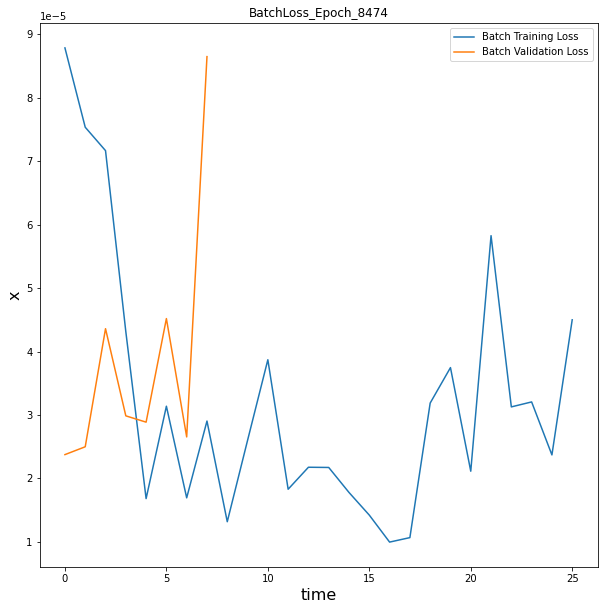 BatchLoss_Epoch_8474
1e−5
Batch Training Loss
Batch Validation Loss
9
8
7
6
5
4
3
2
1
x
0 5 10 15 20 25
time